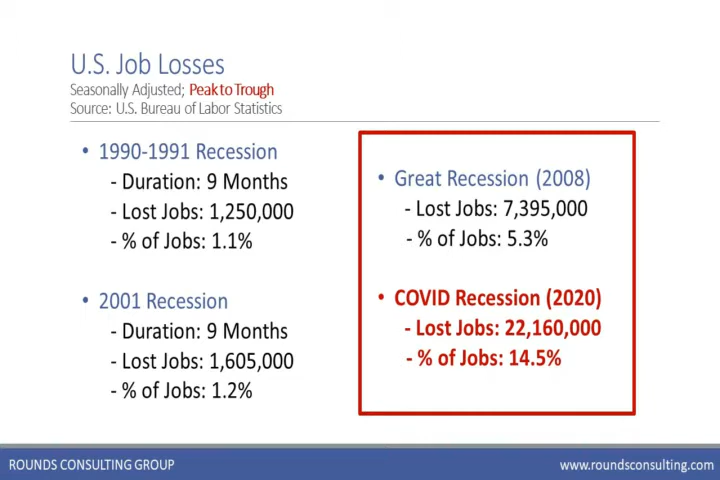 U.S. Job Losses
Seasonally Adjusted; Peak to Trough
Source: U.S. Bureau of Labor Statistics
• 1990-1991 Recession
- Duration: 9 Months
- Lost Jobs: 1,250,000
- % of Jobs: 1.1%
• 2001 Recession
- Duration: 9 Months
- Lost Jobs: 1,605,000
- % of Jobs: 1.2%
• Great Recession (2008)
- Lost Jobs: 7,395,000
- % of Jobs: 5.3%
• COVID Recession (2020)
- Lost Jobs: 22,160,000
- % of Jobs: 14.5%
ROUNDS CONSULTING GROUP
www.roundsconsulting.com